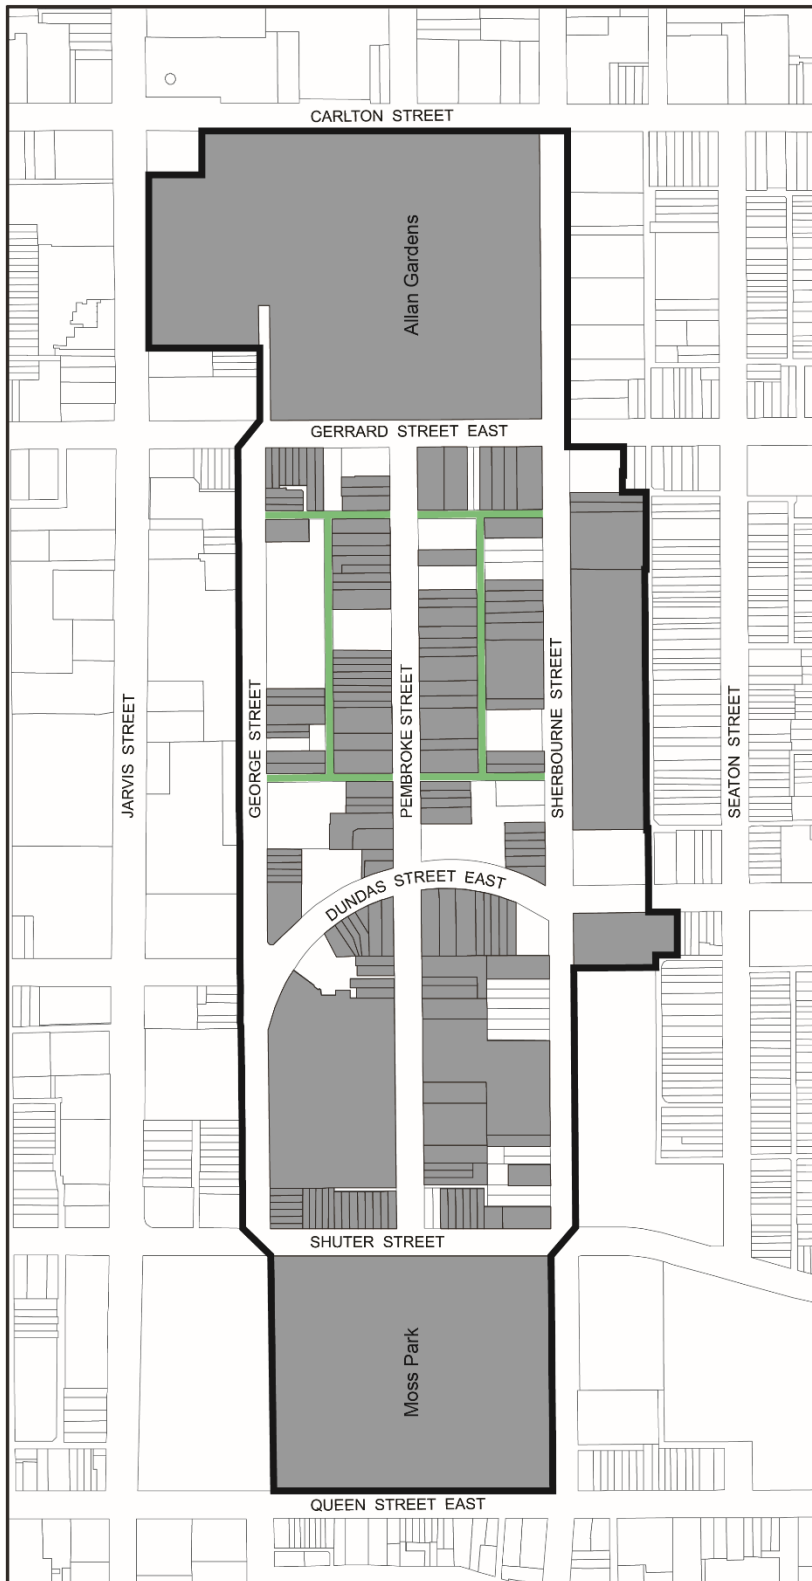 CARLTON STREET
Allan Gardens
GERRARD STREET EAST
JARVIS STREET
GEORGE STREET
PEMBROKE STREET
SHERBOURNE STREET
SEATON STREET
DUNDAS STREET EAST
SHUTER STREET
Moss Park
QUEEN STREET EAST